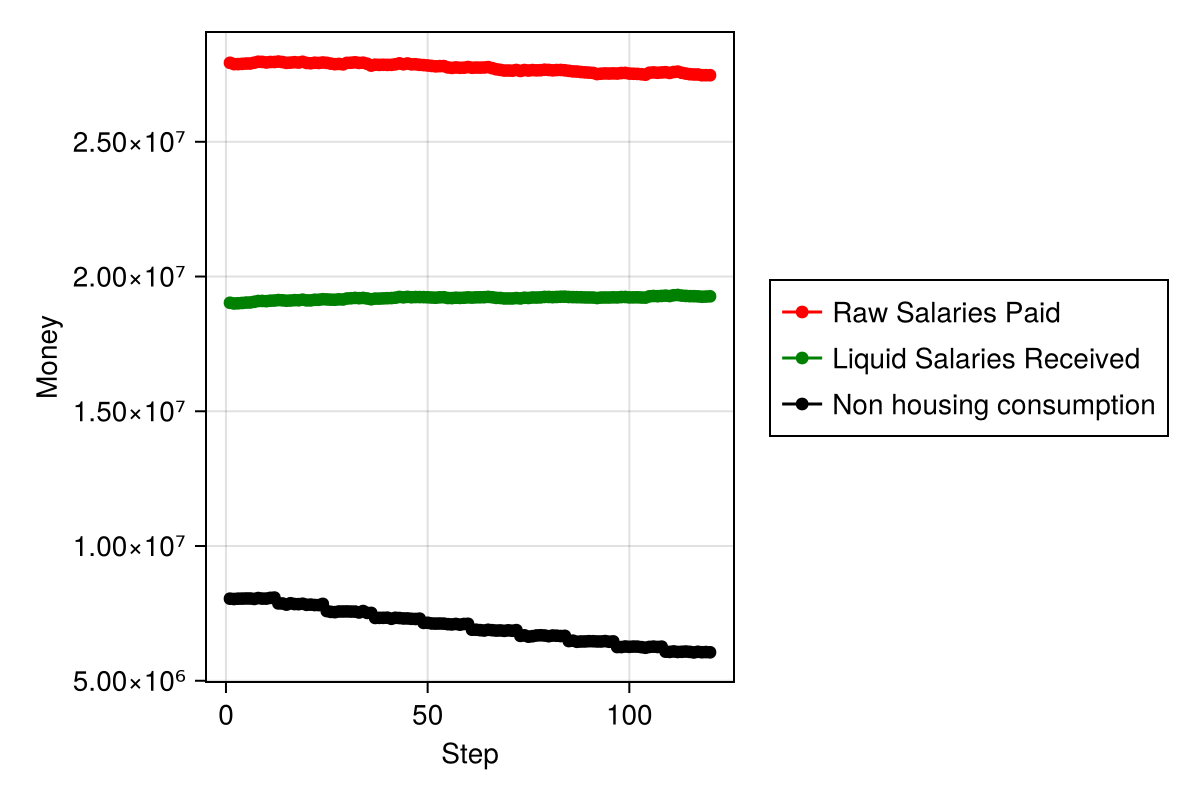 2.50×10⁷
2.00×10⁷
1.50×10⁷
1.00×10⁷
5.00×10⁶
Money
0 50 100
Step
Raw Salaries Paid
Liquid Salaries Received
Non housing consumption